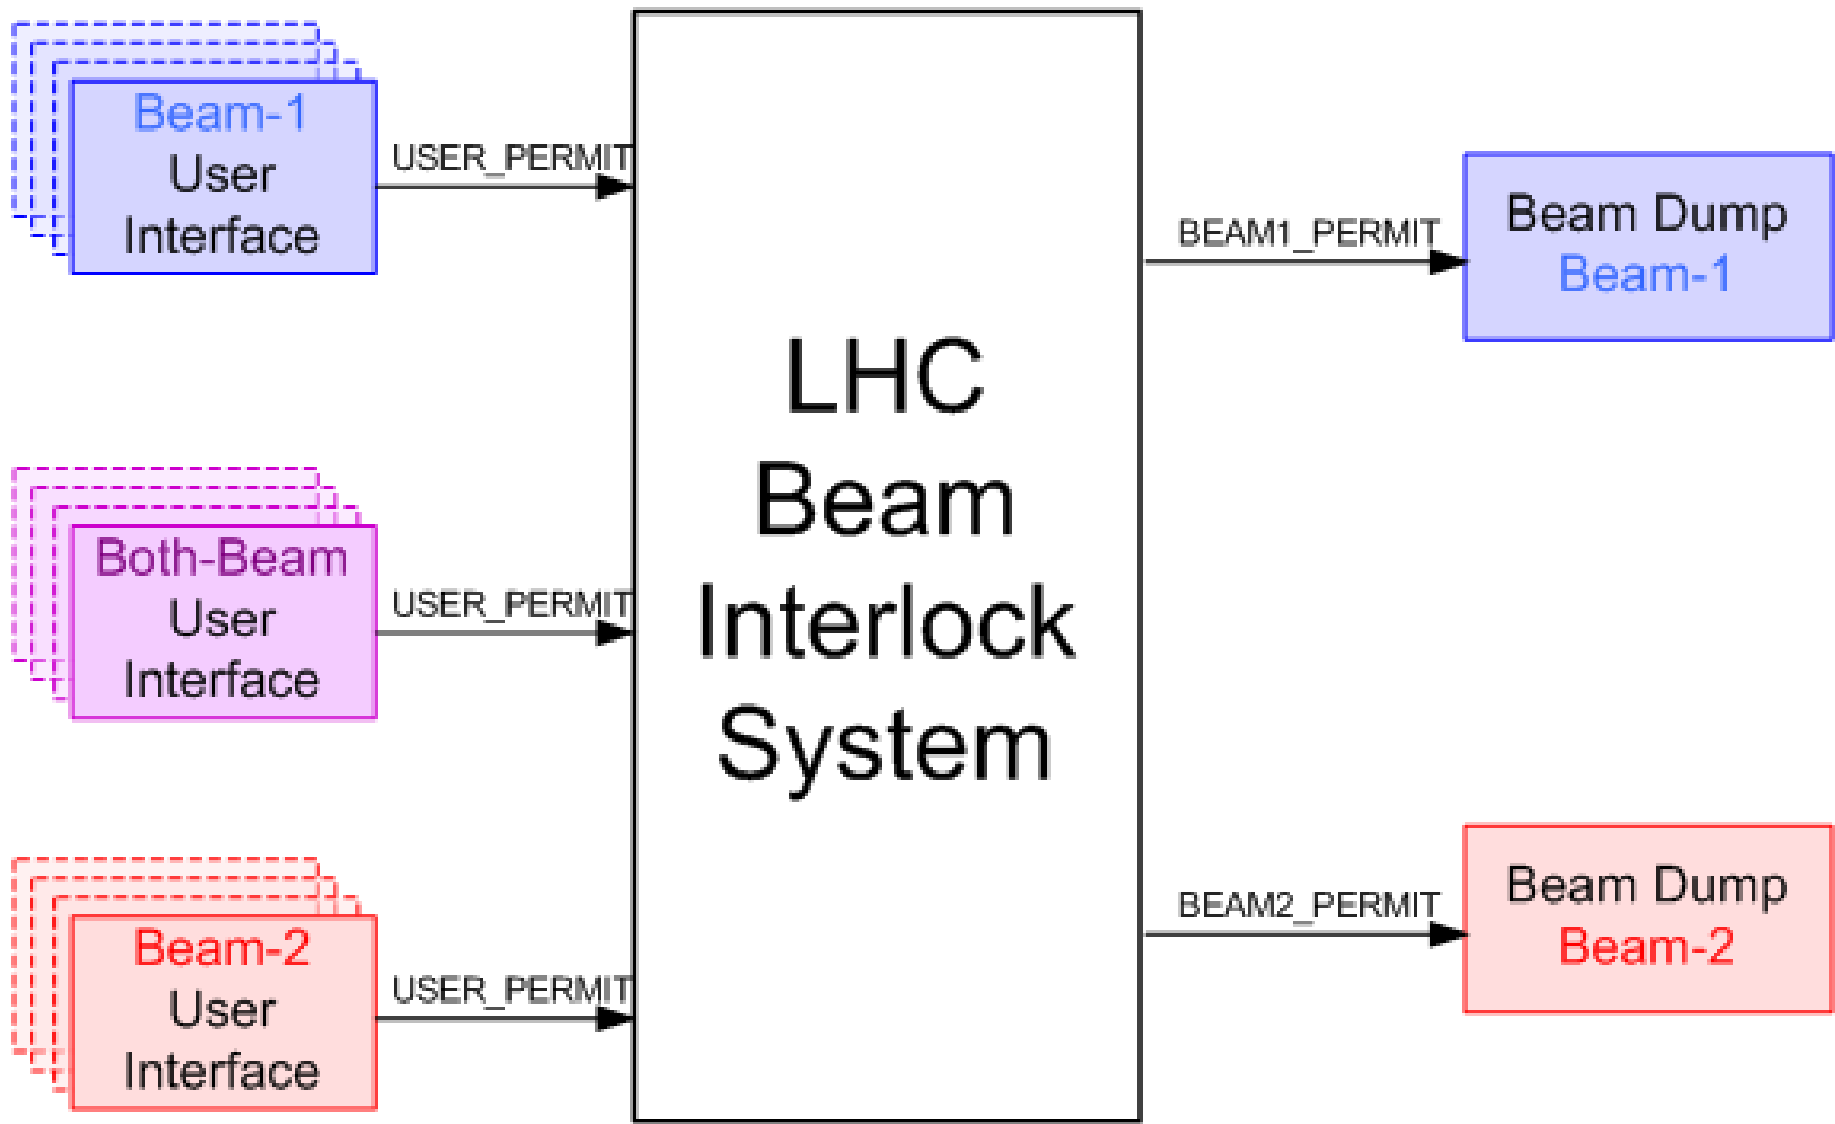 Beam-1
User
Interface
USER_PERMIT
Both-Beam
User
Interface
USER_PERMIT
Beam-2
User
Interface
USER_PERMIT
LHC
Beam
Interlock
System
BEAM1_PERMIT
Beam Dump
Beam-1
BEAM2_PERMIT
Beam Dump
Beam-2